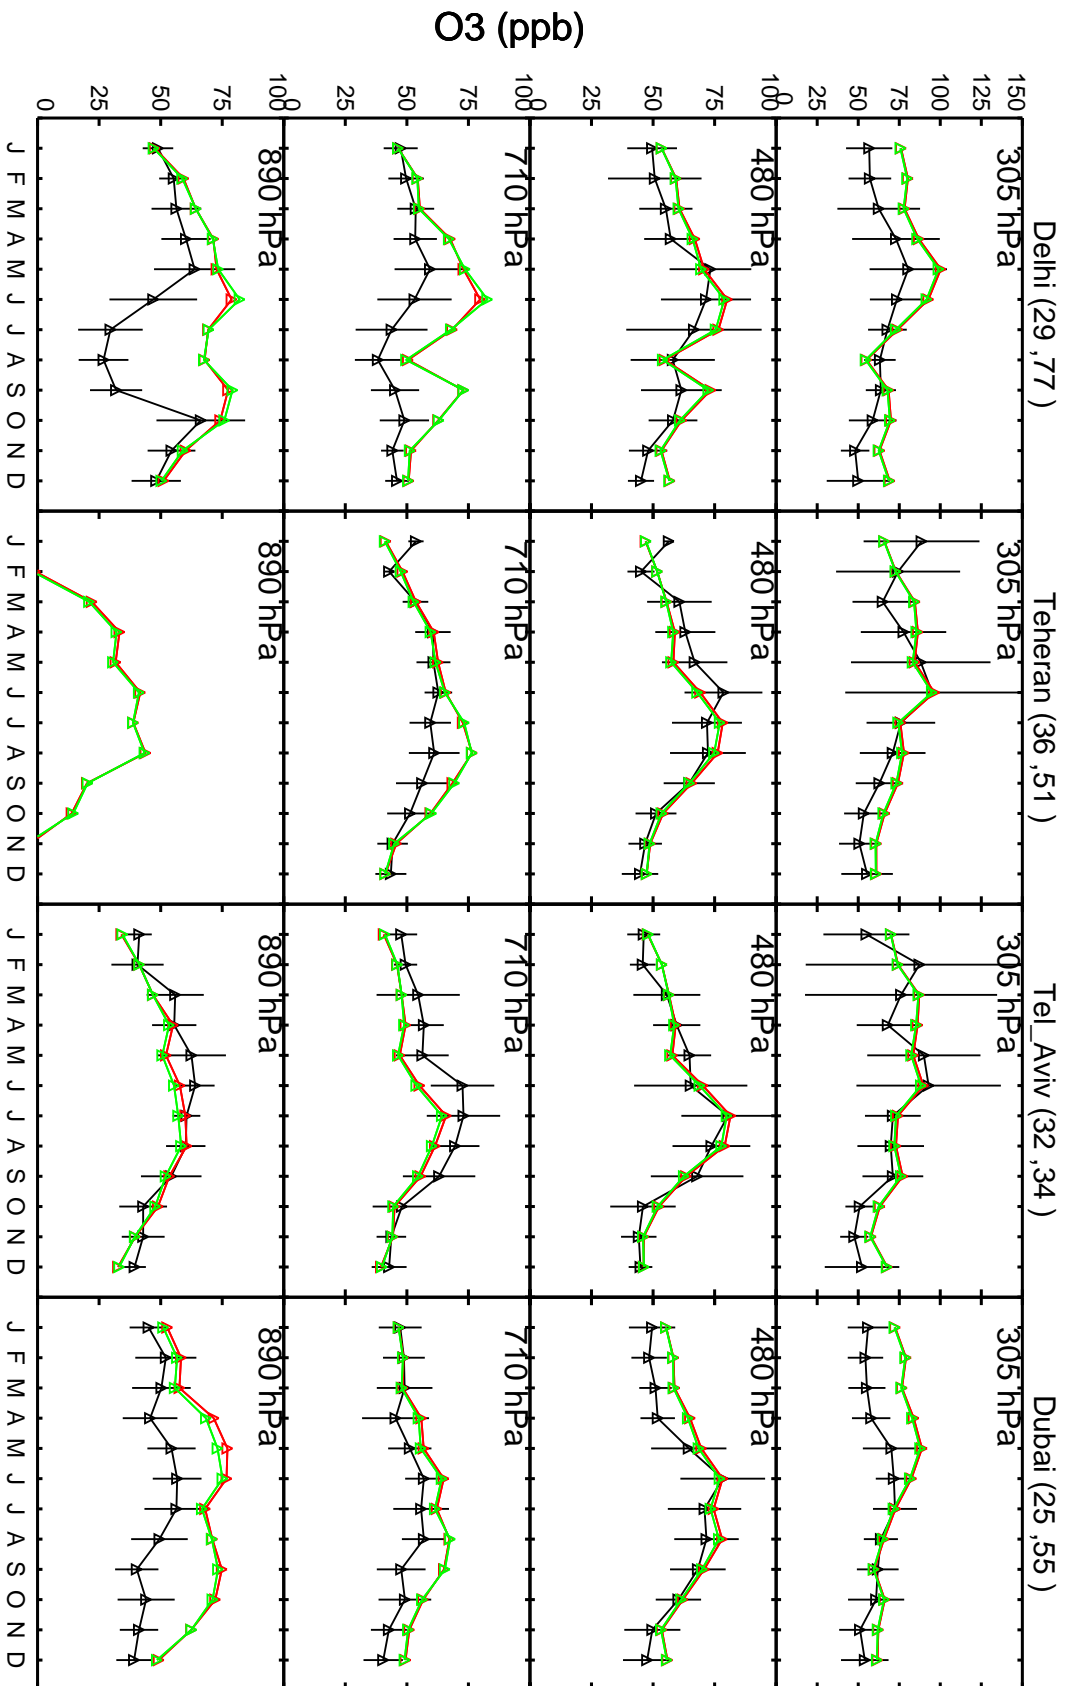 Delhi (29 ,77 )
Teheran (36 ,51 )
Tel_Aviv (32 ,34 )
Dubai (25 ,55 )
O3 (ppb)
150
125
100
75
50
25
0
305 hPa
305 hPa
305 hPa
305 hPa
100
75
50
25
0
480 hPa
480 hPa
480 hPa
480 hPa
100
75
50
25
0
710 hPa
710 hPa
710 hPa
710 hPa
100
75
50
25
0
890 hPa
890 hPa
890 hPa
890 hPa
J F M A M J J A S O N D
J F M A M J J A S O N D
J F M A M J J A S O N D
J F M A M J J A S O N D